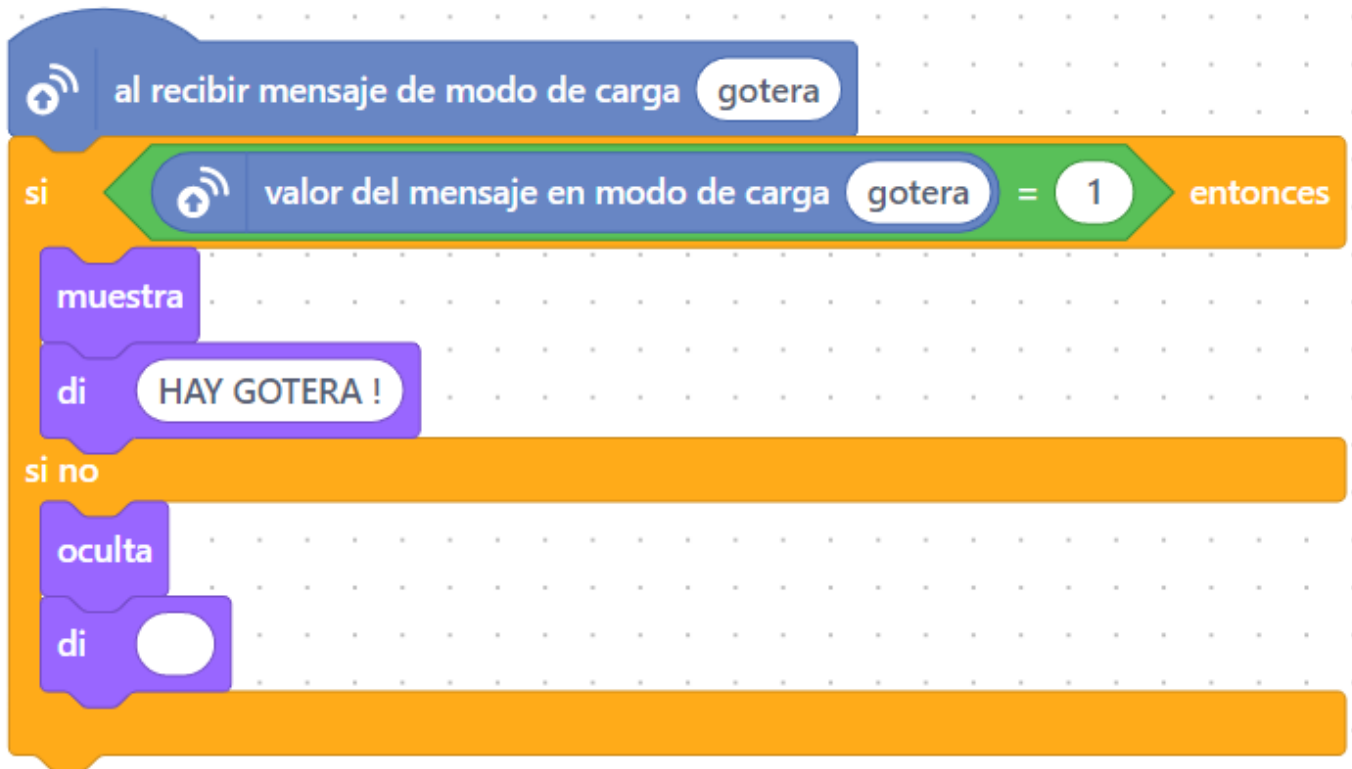 al recibir mensaje de modo de carga gotera
si valor del mensaje en modo de carga gotera = 1 entonces
muestra
di HAY GOTERA !
si no
oculta
di